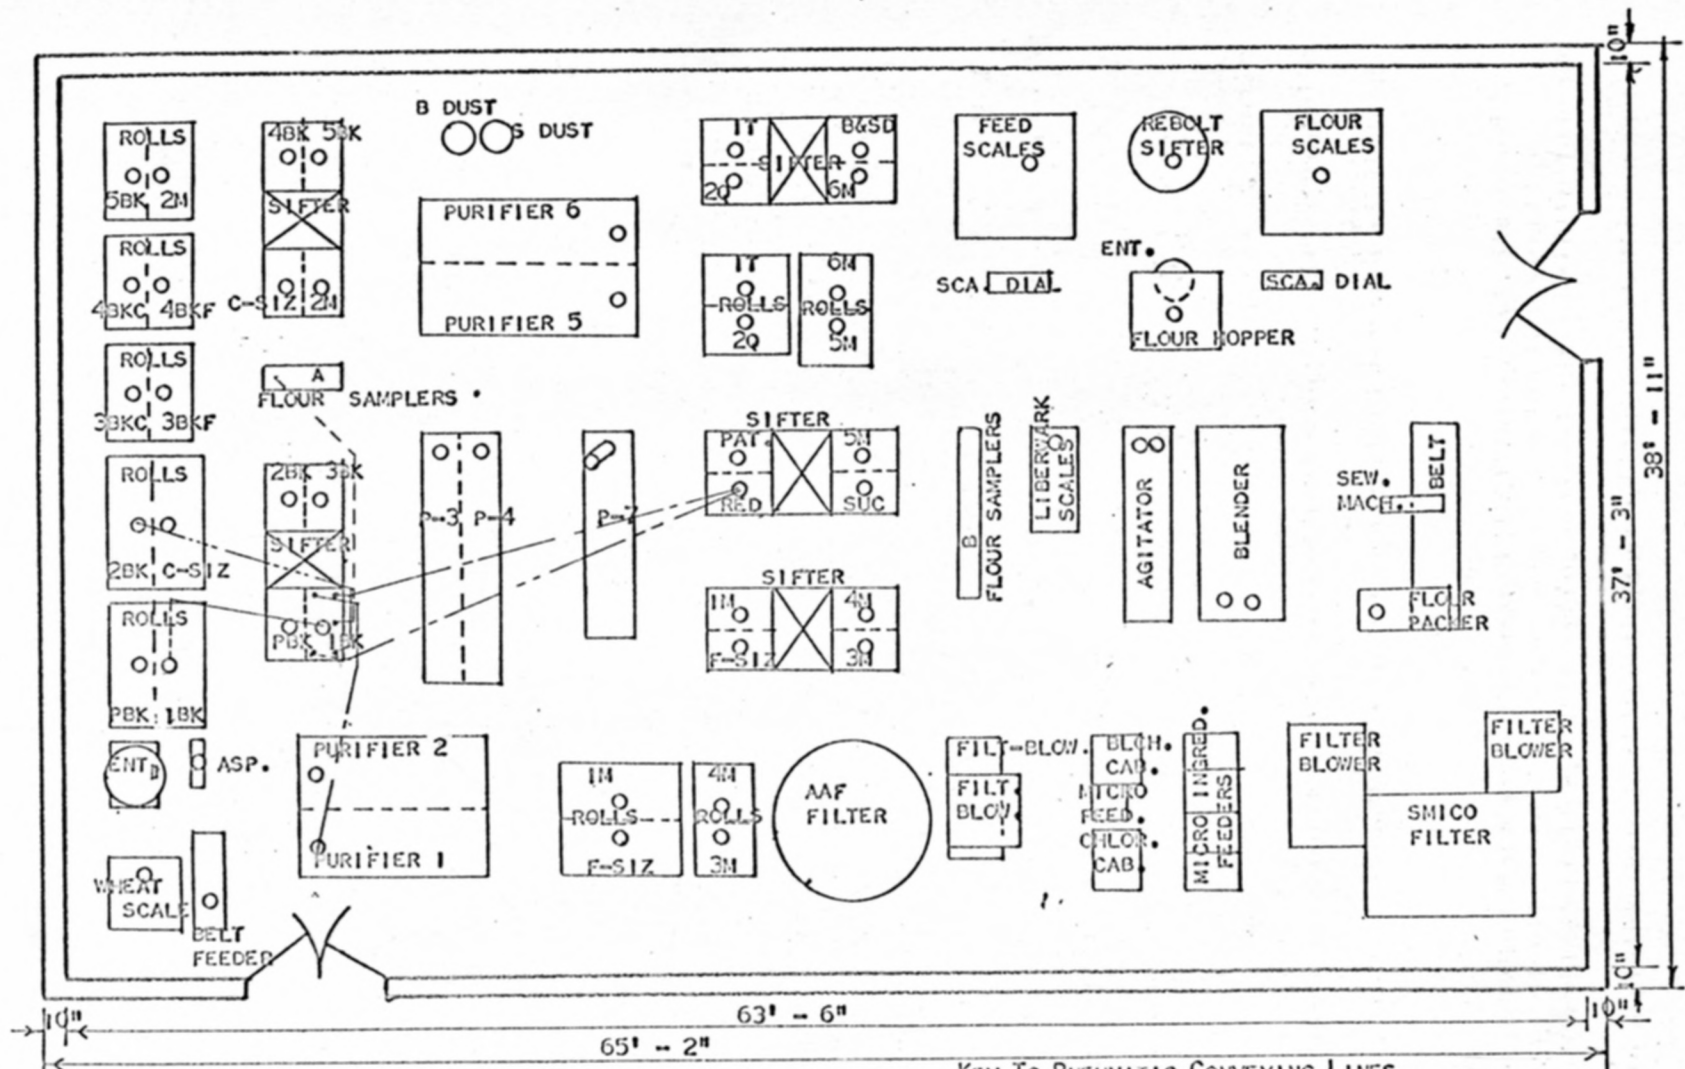 10"
B DUST
S DUST
ROLLS
5BK 2M
4BK 5BK
SIFTER
C-SIZ 2M
ROLLS
4BKC 4BKF
ROLLS
3BKC 3BKF
PURIFIER 6
PURIFIER 5
1T
B&SD
SIFTER
2Q
6M
1T
ROLLS
2Q
6M
ROLLS
5M
FEED
SCALES
REBOLT
SIFTER
FLOUR
SCALES
ENT.
SCA. DIAL
SCA. DIAL
FLOUR HOPPER
A
FLOUR SAMPLERS
ROLLS
2BK C-SIZ
2BK 3BK
SIFTER
PBK 1BK
ROLLS
PBK 1BK
P-3 P-4
P-7
SIFTER
PAT.
5M
RED
SUC
SIFTER
1M
4M
F-SIZ
3M
B
FLOUR SAMPLERS
LIBERWARK
SCALES
AGITATOR
BLENDER
SEW.
MACH.
BELT
FLOUR
PACKER
38' - 11"
37' - 3"
ENT.
ASP.
PURIFIER 2
PURIFIER 1
WHEAT
SCALE
BELT
FEEDER
1M
ROLLS
F-SIZ
4M
ROLLS
3M
AAF
FILTER
FILT-BLOW.
FILT.
BLOW.
BLCH.
CAB.
MICRO
FEED.
CHLOR.
CAB.
MICRO INGRED.
FEEDERS
FILTER
BLOWER
FILTER
BLOWER
SMICO
FILTER
10"
10"
63' - 6"
10"
65' - 2"
KEY TO PNEUMATIC CONVEYING LINES